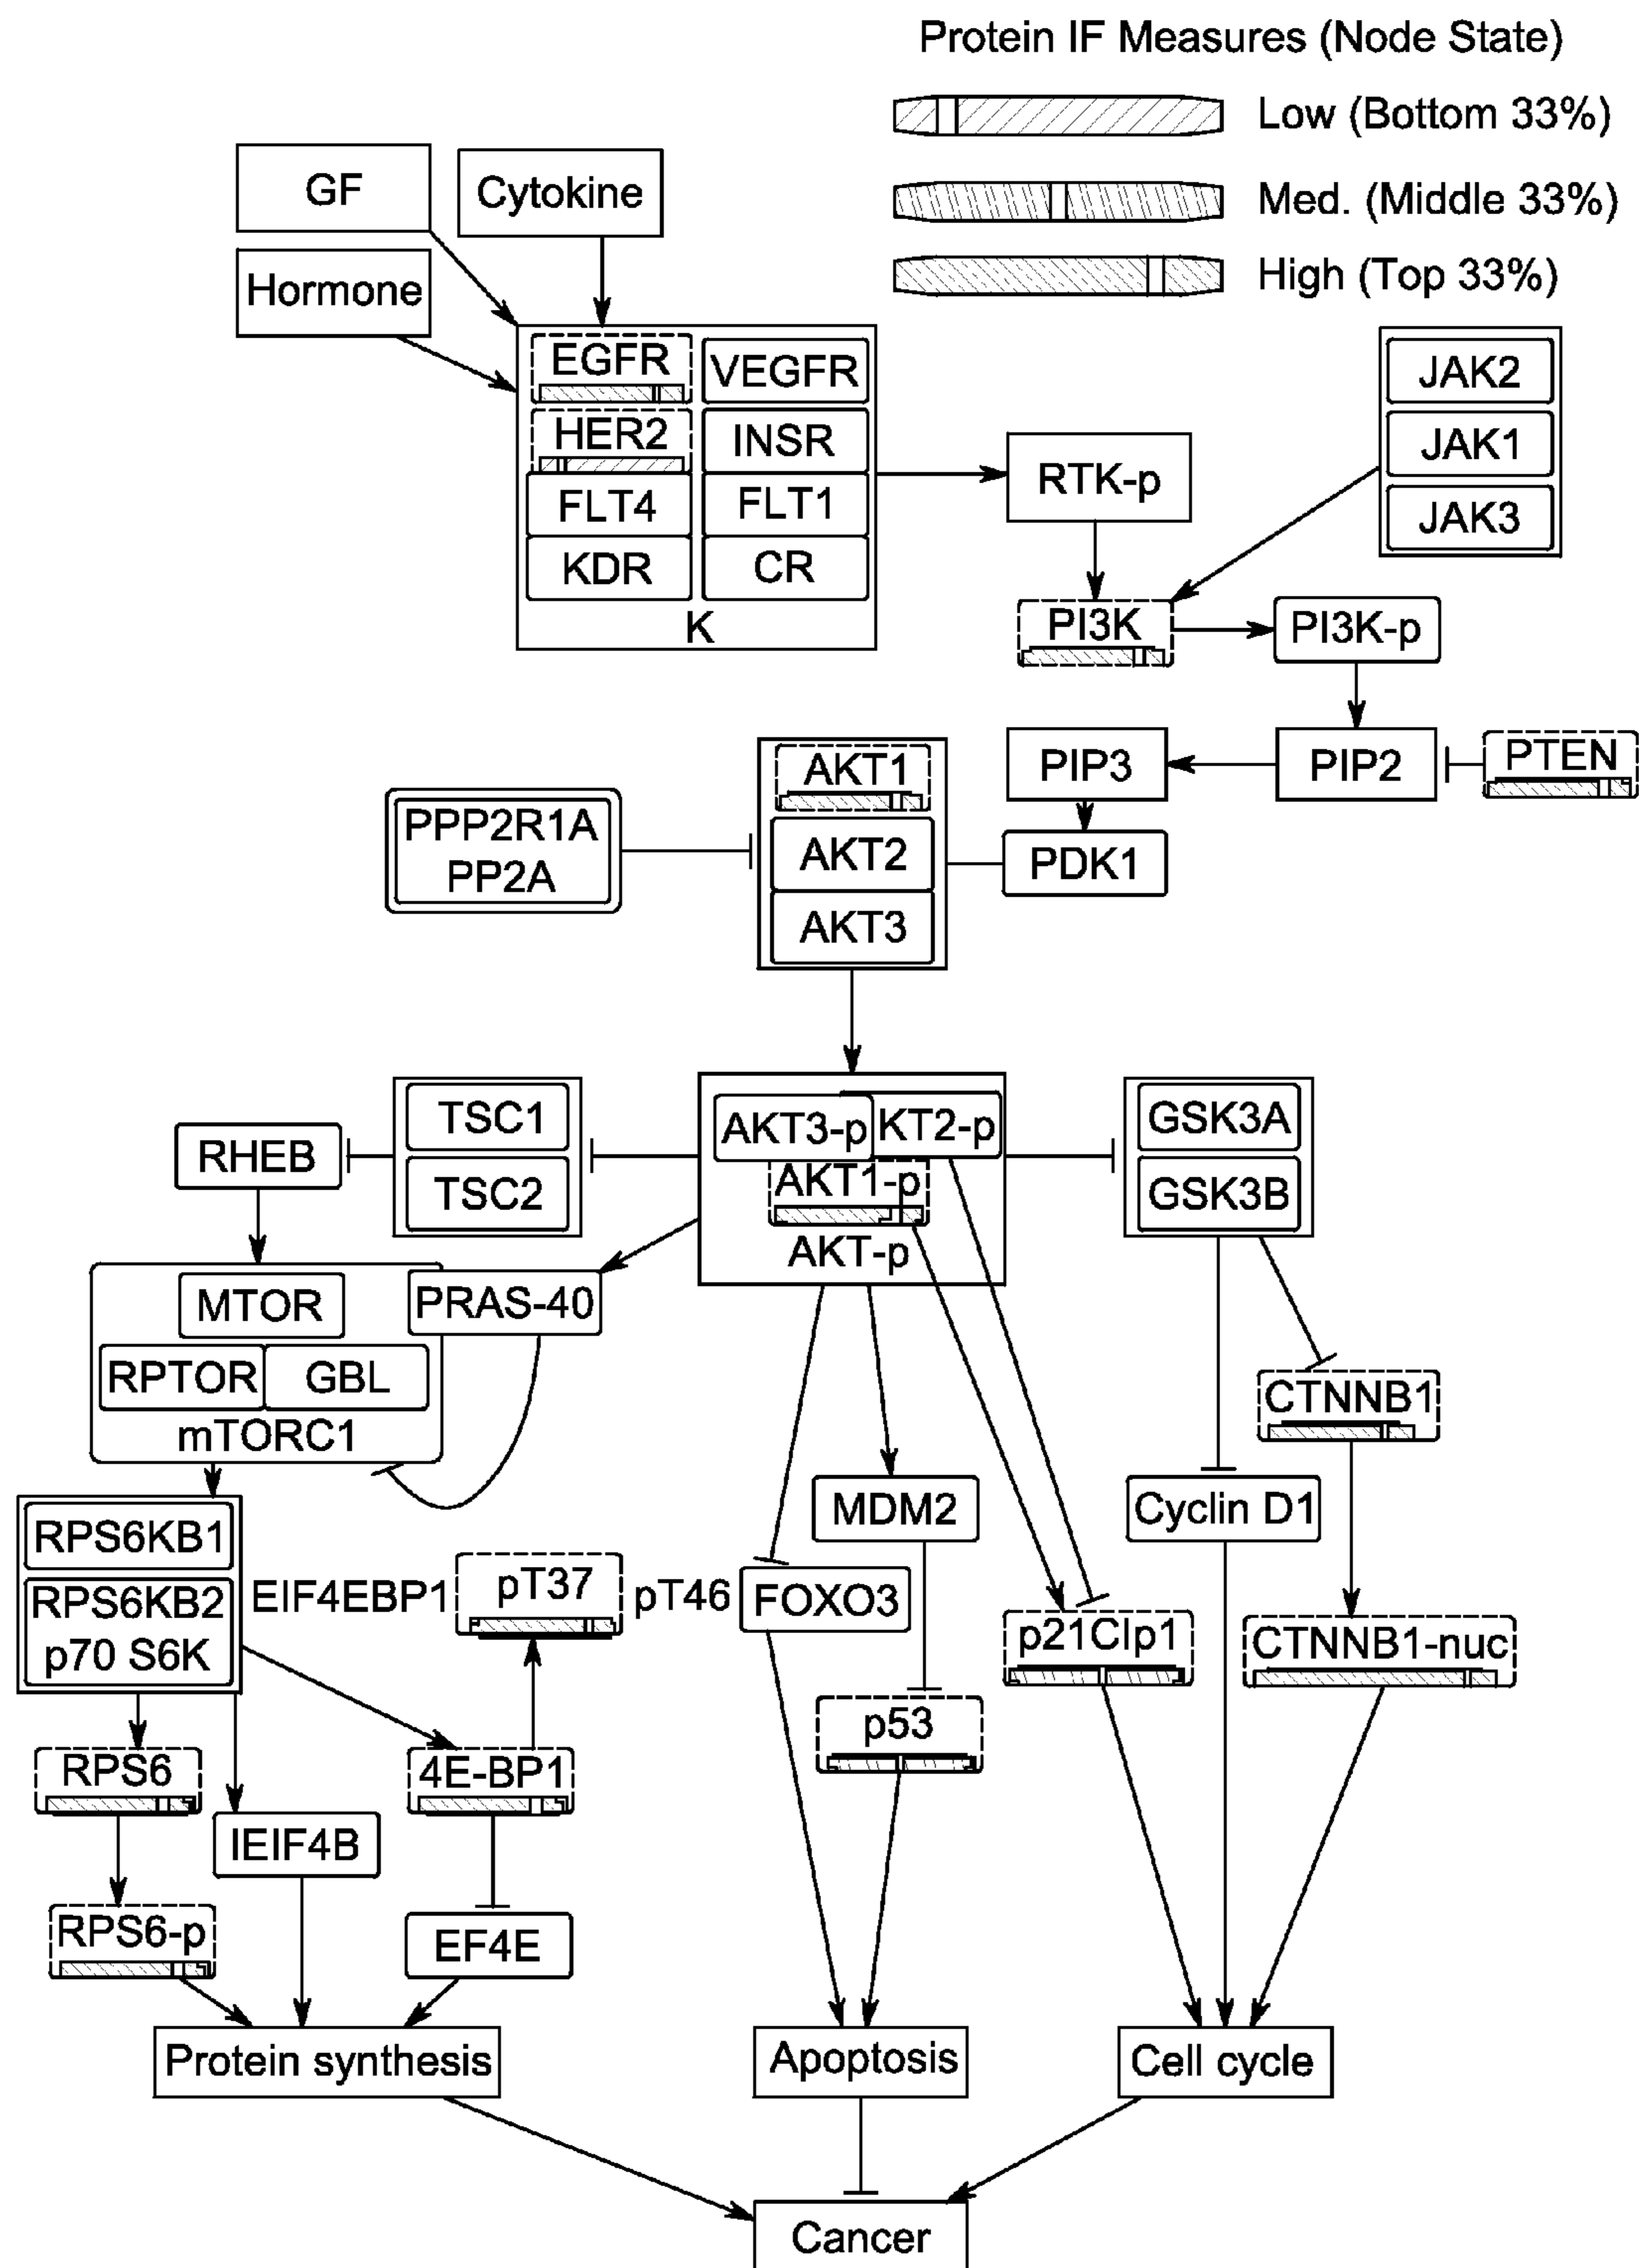 Protein IF Measures (Node State)
Low (Bottom 33%)
Med. (Middle 33%)
High (Top 33%)
GF
Cytokine
Hormone
EGFR
VEGFR
HER2
INSR
FLT4
FLT1
KDR
CR
K
RTK-p
JAK2
JAK1
JAK3
PI3K
PI3K-p
PIP3
PIP2
PTEN
AKT1
AKT2
AKT3
PPP2R1A
PP2A
PDK1
TSC1
TSC2
RHEB
AKT3-p
KT2-p
AKT1-p
AKT-p
GSK3A
GSK3B
MTOR
PRAS-40
RPTOR
GBL
mTORC1
CTNNB1
RPS6KB1
RPS6KB2
p70 S6K
EIF4EBP1
pT37
pT46
FOXO3
MDM2
Cyclin D1
p21CIp1
CTNNB1-nuc
p53
RPS6
4E-BP1
IEIF4B
RPS6-p
EF4E
Protein synthesis
Apoptosis
Cell cycle
Cancer